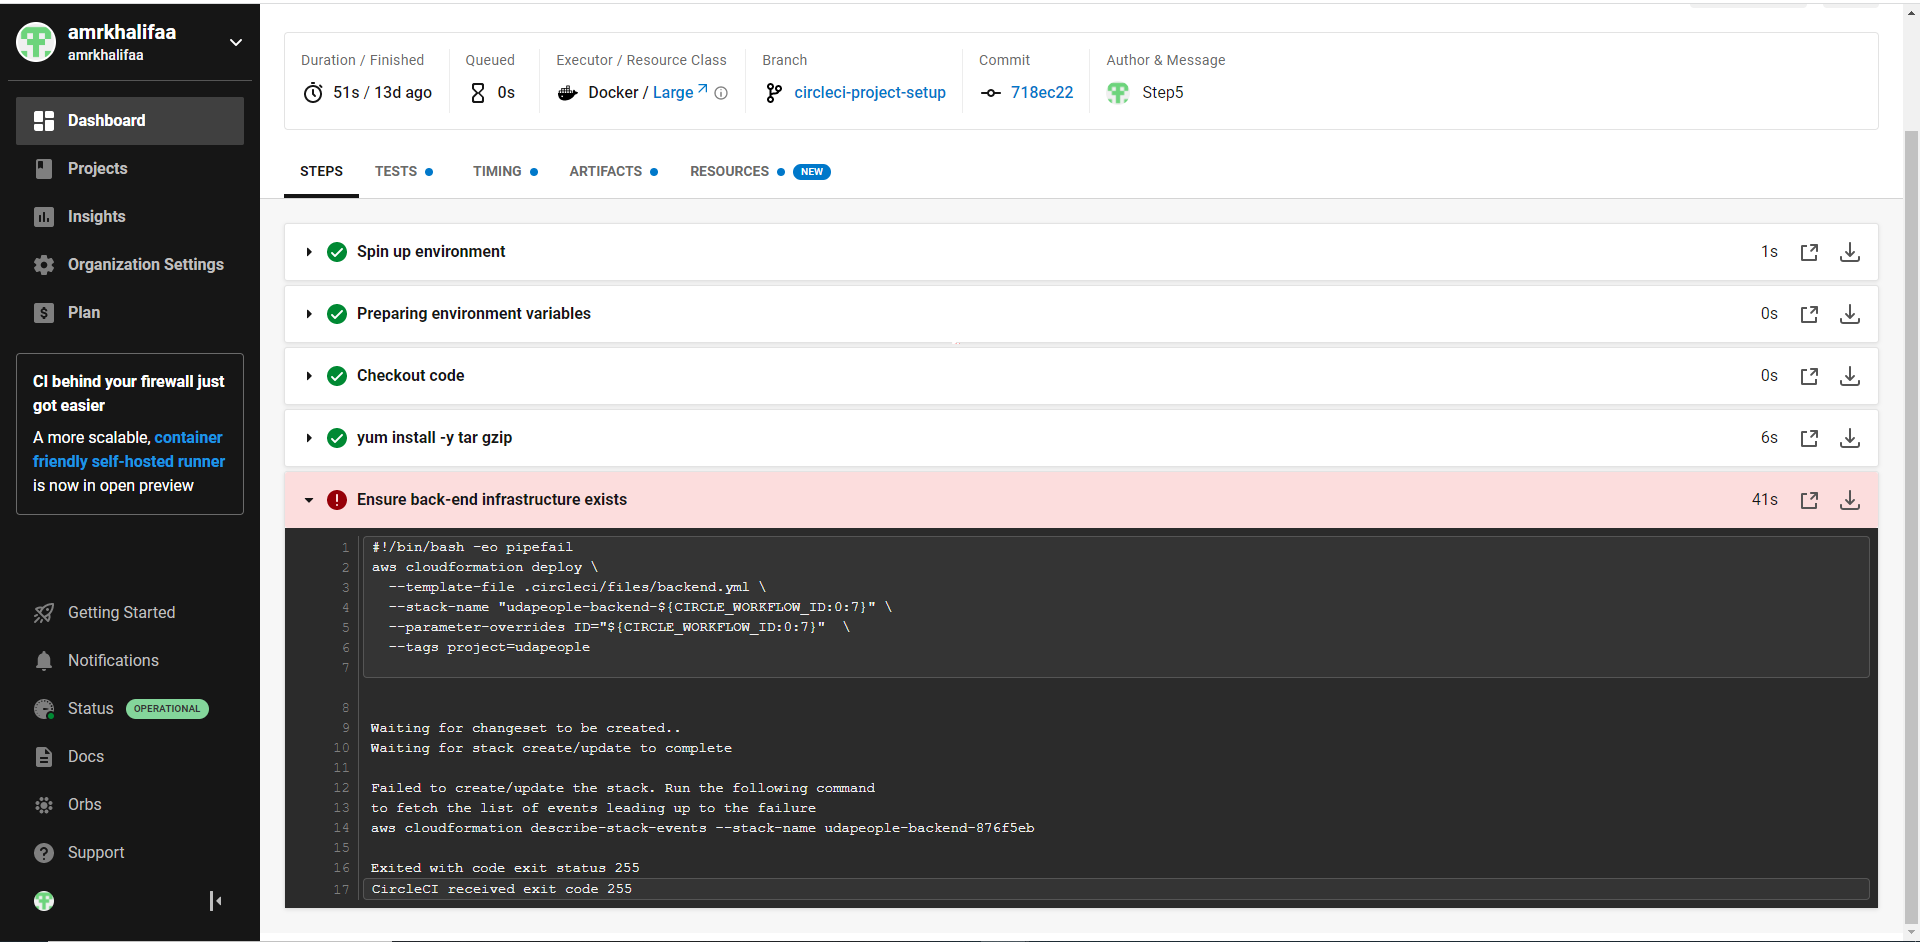 amrkhalifaa
amrkhalifaa
Dashboard
Projects
Insights
Organization Settings
$ Plan
CI behind your firewall just
got easier
A more scalable, container
friendly self-hosted runner
is now in open preview
Getting Started
Notifications
Status OPERATIONAL
Docs
Orbs
? Support
Duration / Finished
51s / 13d ago
Queued
0s
Executor / Resource Class
Docker / Large
Branch
circleci-project-setup
Commit
718ec22
Author & Message
Step5
STEPS TESTS TIMING ARTIFACTS RESOURCES NEW
Spin up environment 1s
Preparing environment variables 0s
Checkout code 0s
yum install -y tar gzip 6s
! Ensure back-end infrastructure exists 41s
1 #!/bin/bash -eo pipefail
2 aws cloudformation deploy \
3 --template-file .circleci/files/backend.yml \
4 --stack-name "udapeople-backend-${CIRCLE_WORKFLOW_ID:0:7}" \
5 --parameter-overrides ID="${CIRCLE_WORKFLOW_ID:0:7}"  \
6 --tags project=udapeople
7
8
9 Waiting for changeset to be created..
10 Waiting for stack create/update to complete
11
12 Failed to create/update the stack. Run the following command
13 to fetch the list of events leading up to the failure
14 aws cloudformation describe-stack-events --stack-name udapeople-backend-876f5eb
15
16 Exited with code exit status 255
17 CircleCI received exit code 255